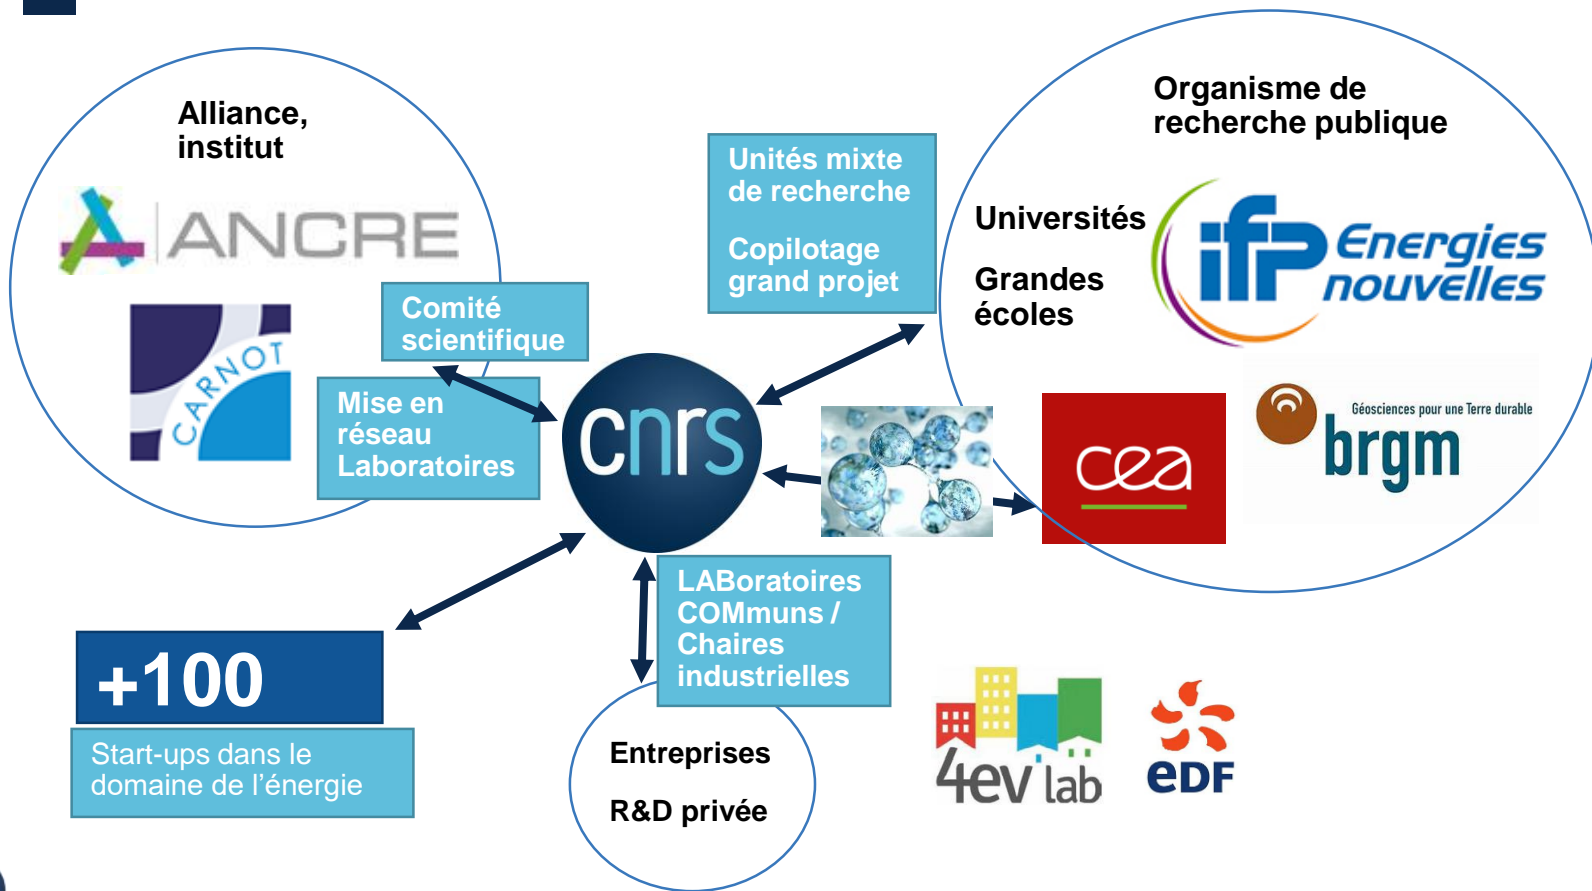 Alliance,
institut
ANCRE
CARNOT
Comité
scientifique
Mise en
réseau
Laboratoires
cnrs
Unités mixte
de recherche
Copilotage
grand projet
Organisme de
recherche publique
Universités
Grandes
écoles
ifp Energies
nouvelles
cea
Géosciences pour une Terre durable
brgm
LABoratoires
COMmuns /
Chaires
industrielles
+100
Start-ups dans le
domaine de l’énergie
Entreprises
R&D privée
4ev lab
eDF